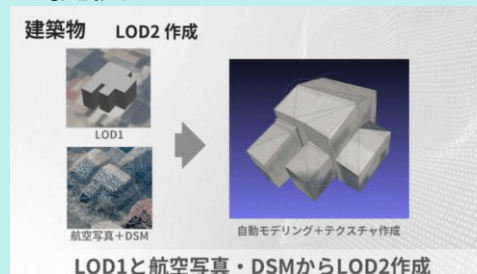 建築物 LOD2 作成
LOD1
航空写真+DSM
自動モデリング+テクスチャ作成
LOD1と航空写真・DSMからLOD2作成